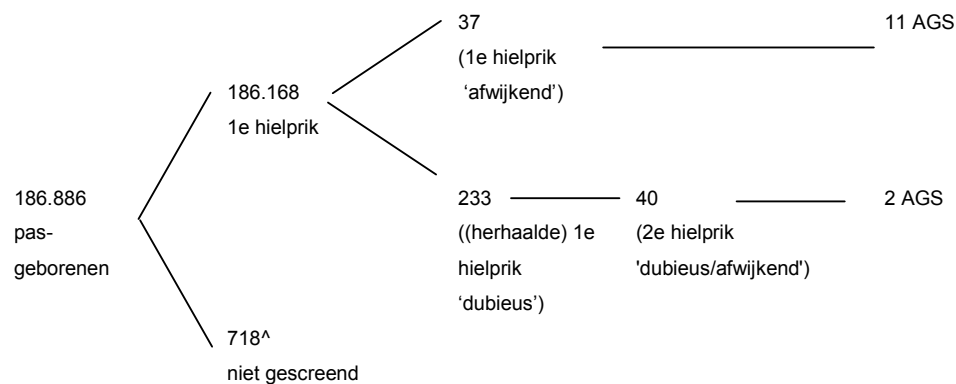 186.886
pas-
geborenen
186.168
1e hielprik
718^
niet gescreend
37
(1e hielprik
‘afwijkend’)
11 AGS
233
((herhaalde) 1e
hielprik
‘dubieus’)
40
(2e hielprik
'dubieus/afwijkend')
2 AGS